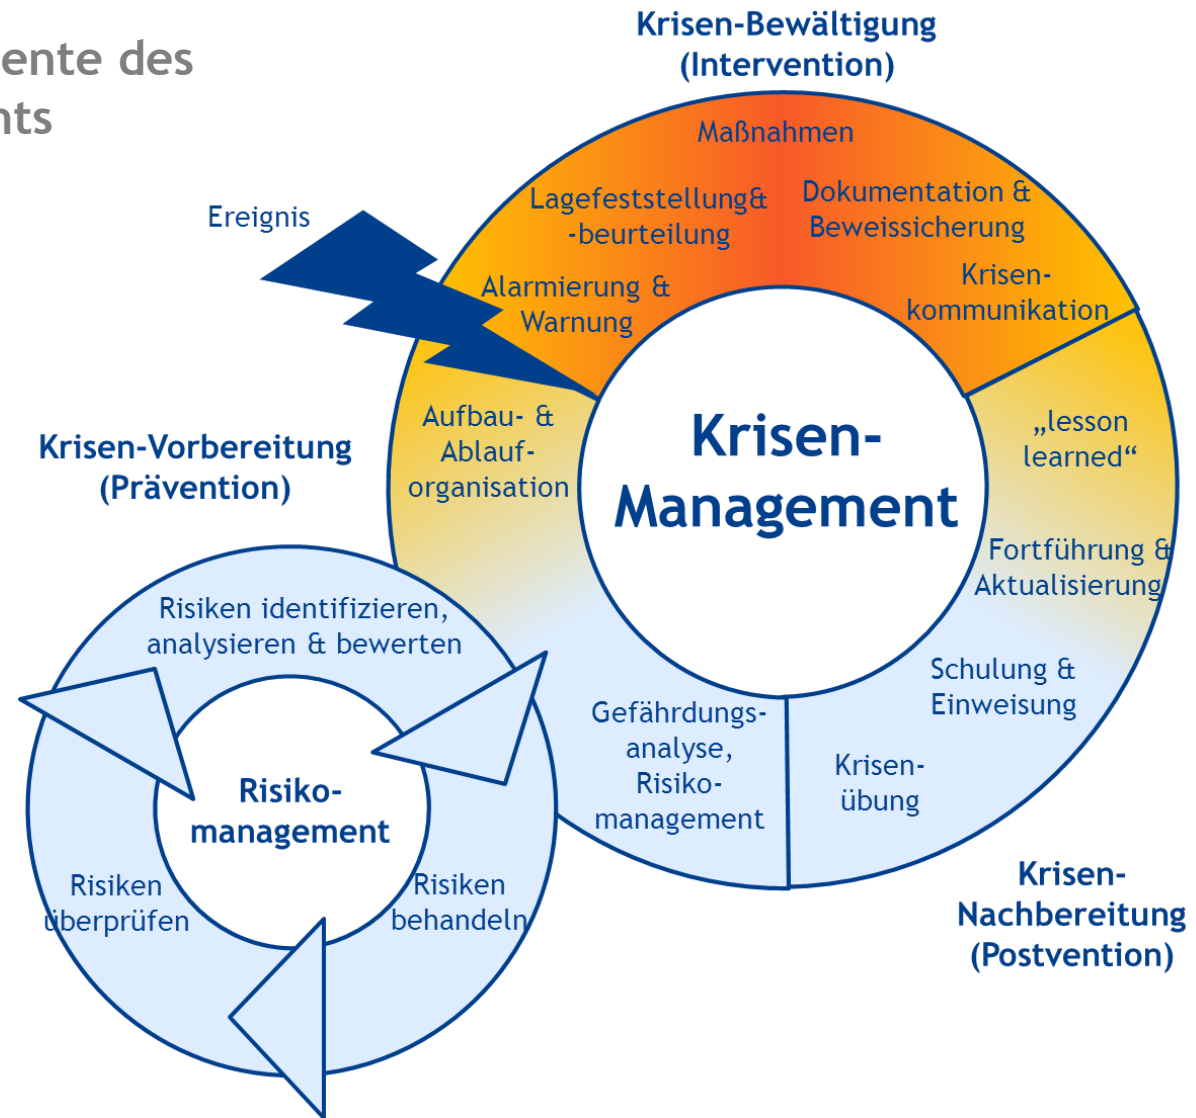 ente des
nts
Krisen-Bewältigung
(Intervention)
Maßnahmen
Lagefeststellung&
-beurteilung
Dokumentation &
Beweissicherung
Ereignis
Alarmierung &
Warnung
Krisen-
kommunikation
Aufbau- &
Ablauf-
organisation
Krisen-
Management
„lesson
learned“
Krisen-Vorbereitung
(Prävention)
Fortführung &
Aktualisierung
Risiken identifizieren,
analysieren & bewerten
Schulung &
Einweisung
Gefährdungs-
analyse,
Risiko-
management
Krisen-
übung
Risiko-
management
Risiken
überprüfen
Risiken
behandeln
Krisen-
Nachbereitung
(Postvention)